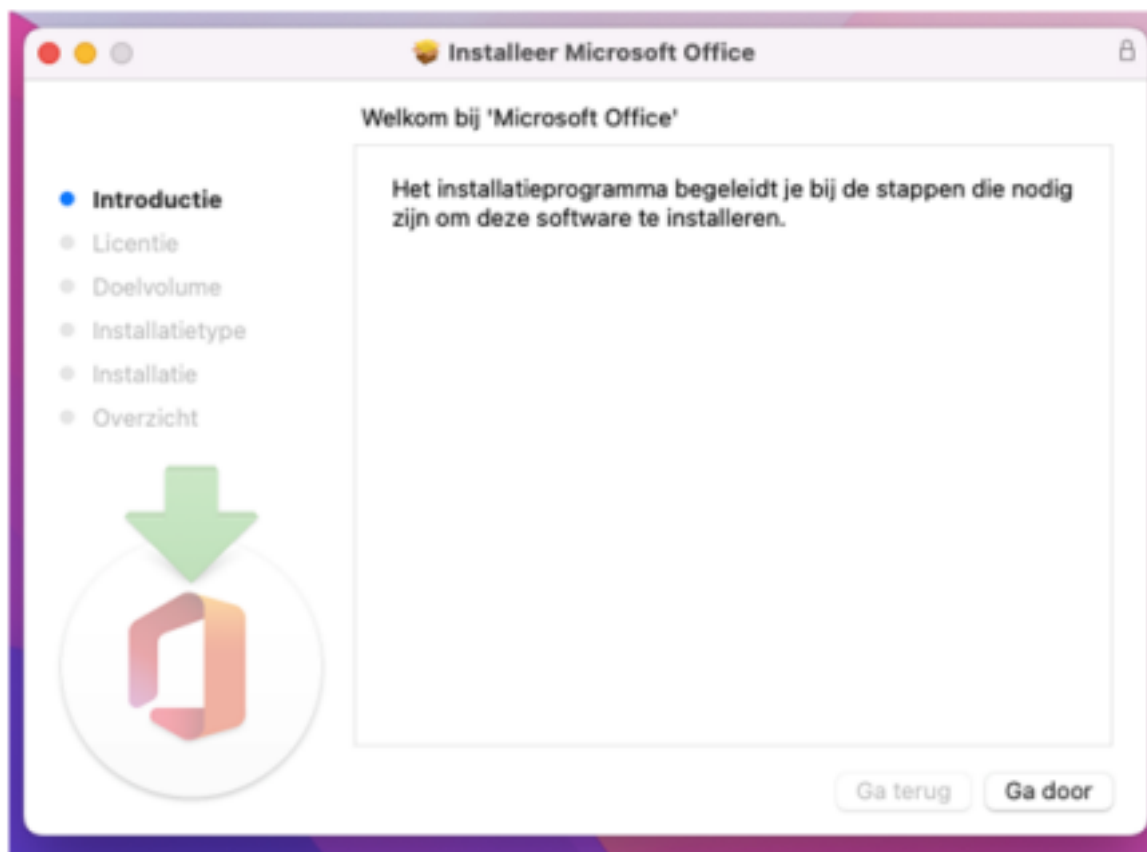 Installeer Microsoft Office
Welkom bij 'Microsoft Office'
Introductie
Licentie
Doelvolume
Installatietype
Installatie
Overzicht
Het installatieprogramma begeleidt je bij de stappen die nodig
zijn om deze software te installeren.
Ga terug
Ga door